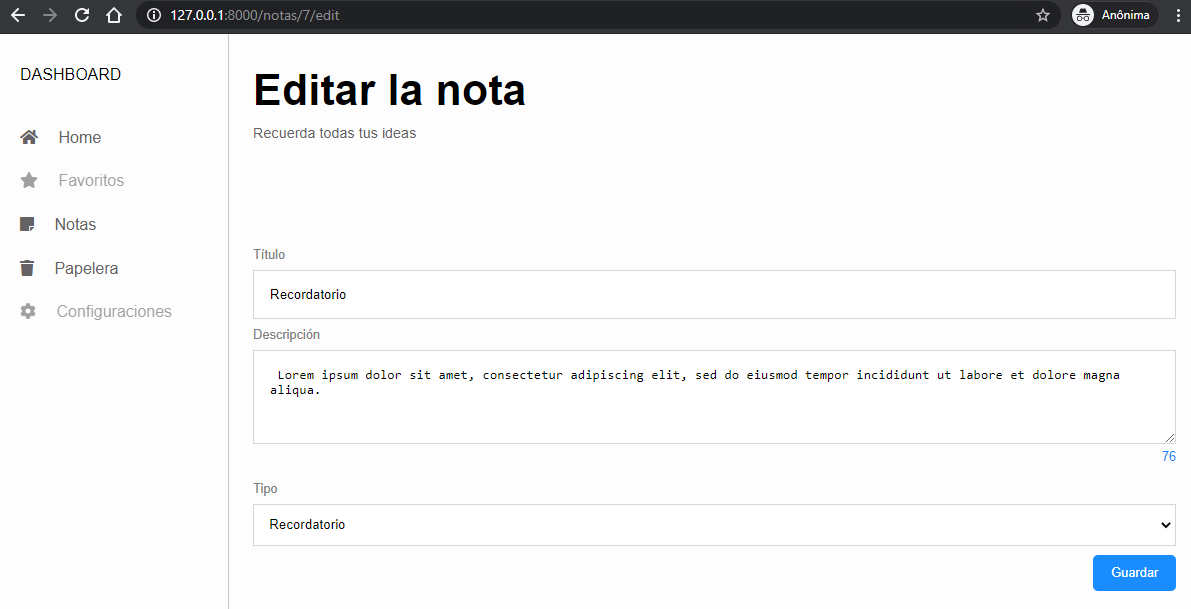 127.0.0.1:8000/notas/7/edit
Anônima
DASHBOARD
Home
Favoritos
Notas
Papelera
Configuraciones
Editar la nota
Recuerda todas tus ideas
Título
Recordatorio
Descripción
Lorem ipsum dolor sit amet, consectetur adipiscing elit, sed do eiusmod tempor incididunt ut labore et dolore magna
aliqua.
76
Tipo
Recordatorio
Guardar